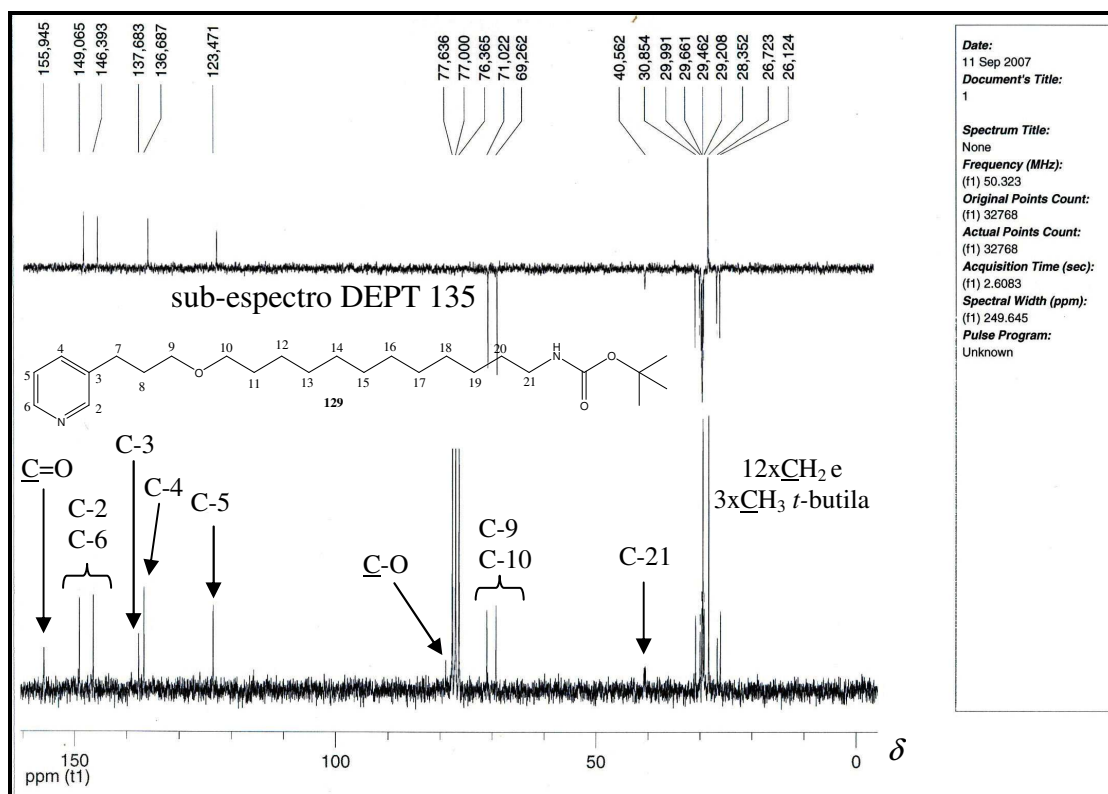 155,945
149,065
146,393
137,683
136,687
123,471
77,636
77,000
76,365
71,022
69,262
40,562
30,854
29,991
29,661
29,462
29,208
28,352
26,723
26,124
Date:
11 Sep 2007
Document's Title:
1
Spectrum Title:
None
Frequency (MHz):
(f1) 50.323
Original Points Count:
(f1) 32768
Actual Points Count:
(f1) 32768
Acquisition Time (sec):
(f1) 2.6083
Spectral Width (ppm):
(f1) 249.645
Pulse Program:
Unknown
sub-espectro DEPT 135
4 7 9 10 12 14 16 18 20 H O
5 3 8 O 11 13 15 17 19 21 N
6 2 O
N 129
C=O
C-2
C-6
C-3
C-4
C-5
C-O
C-9
C-10
C-21
12xCH2 e
3xCH3 t-butila
150 100 50 0 δ
ppm (t1)